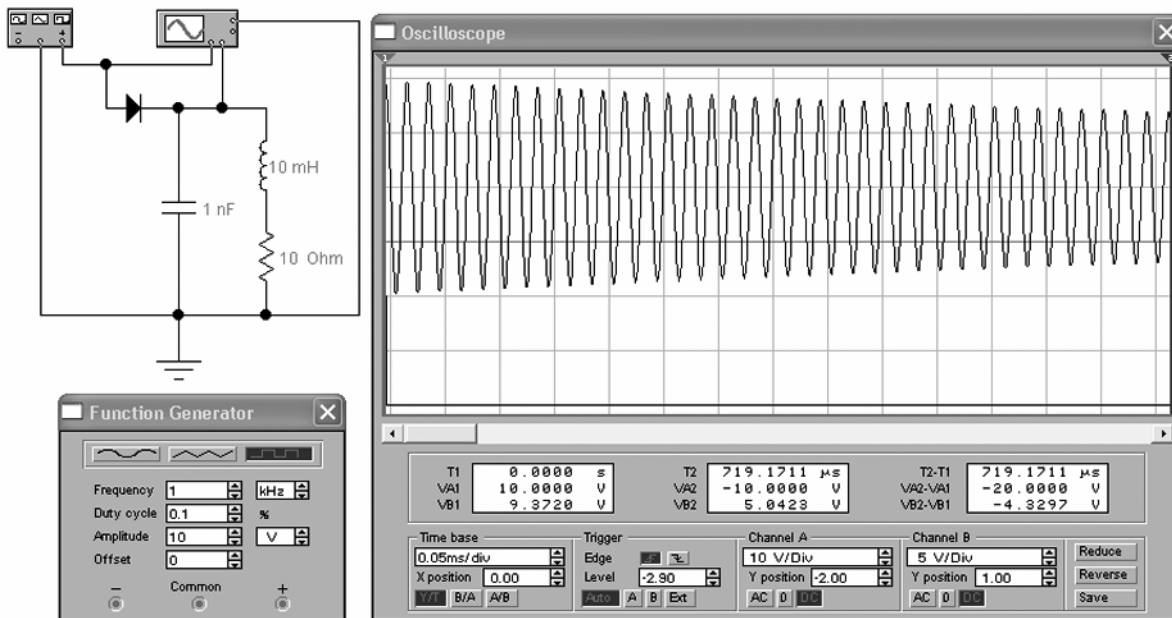 - +
10 mH
1 nF
10 Ohm
Function Generator
Frequency 1 kHz
Duty cycle 0.1 %
Amplitude 10 V
Offset 0
- Common +
Oscilloscope
1
T1 0.0000 s
VA1 10.0000 V
VB1 9.3720 V
T2 719.1711 µs
VA2 -10.0000 V
VB2 5.0423 V
T2-T1 719.1711 µs
VA2-VA1 -20.0000 V
VB2-VB1 -4.3297 V
Time base
0.05ms/div
X position 0.00
Y/T B/A A/B
Trigger
Edge
Level -2.90
Auto A B Ext
Channel A
10 V/Div
Y position -2.00
AC 0 DC
Channel B
5 V/Div
Y position 1.00
AC 0 DC
Reduce
Reverse
Save